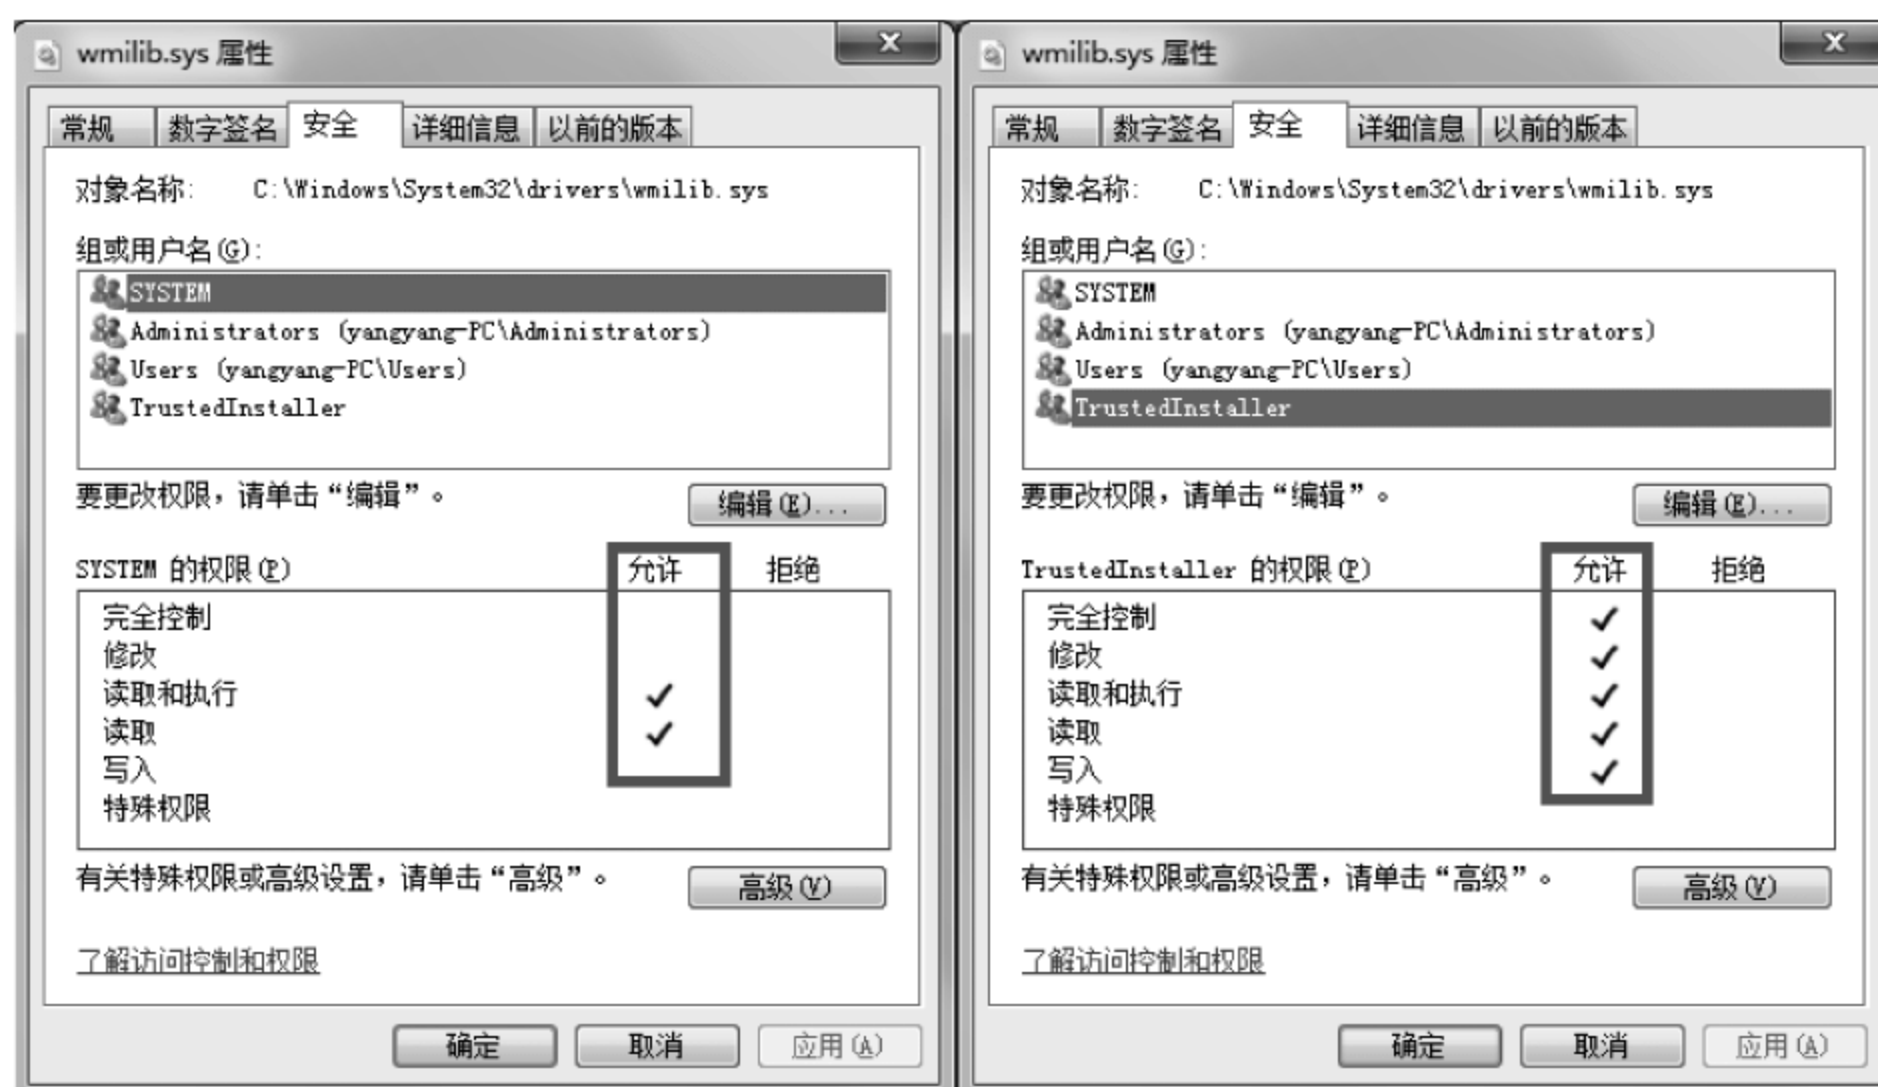 wmilib.sys 属性
常规 数字签名 安全 详细信息 以前的版本
对象名称: C:\Windows\System32\drivers\wmilib.sys
组或用户名(G):
SYSTEM
Administrators (yangyang-PC\Administrators)
Users (yangyang-PC\Users)
TrustedInstaller
要更改权限，请单击“编辑”。
编辑(E)...
SYSTEM 的权限(P) 允许 拒绝
完全控制
修改
读取和执行 ✓
读取 ✓
写入
特殊权限
有关特殊权限或高级设置，请单击“高级”。
高级(V)
了解访问控制和权限
确定 取消 应用(A)
wmilib.sys 属性
常规 数字签名 安全 详细信息 以前的版本
对象名称: C:\Windows\System32\drivers\wmilib.sys
组或用户名(G):
SYSTEM
Administrators (yangyang-PC\Administrators)
Users (yangyang-PC\Users)
TrustedInstaller
要更改权限，请单击“编辑”。
编辑(E)...
TrustedInstaller 的权限(P) 允许 拒绝
完全控制 ✓
修改 ✓
读取和执行 ✓
读取 ✓
写入 ✓
特殊权限
有关特殊权限或高级设置，请单击“高级”。
高级(V)
了解访问控制和权限
确定 取消 应用(A)